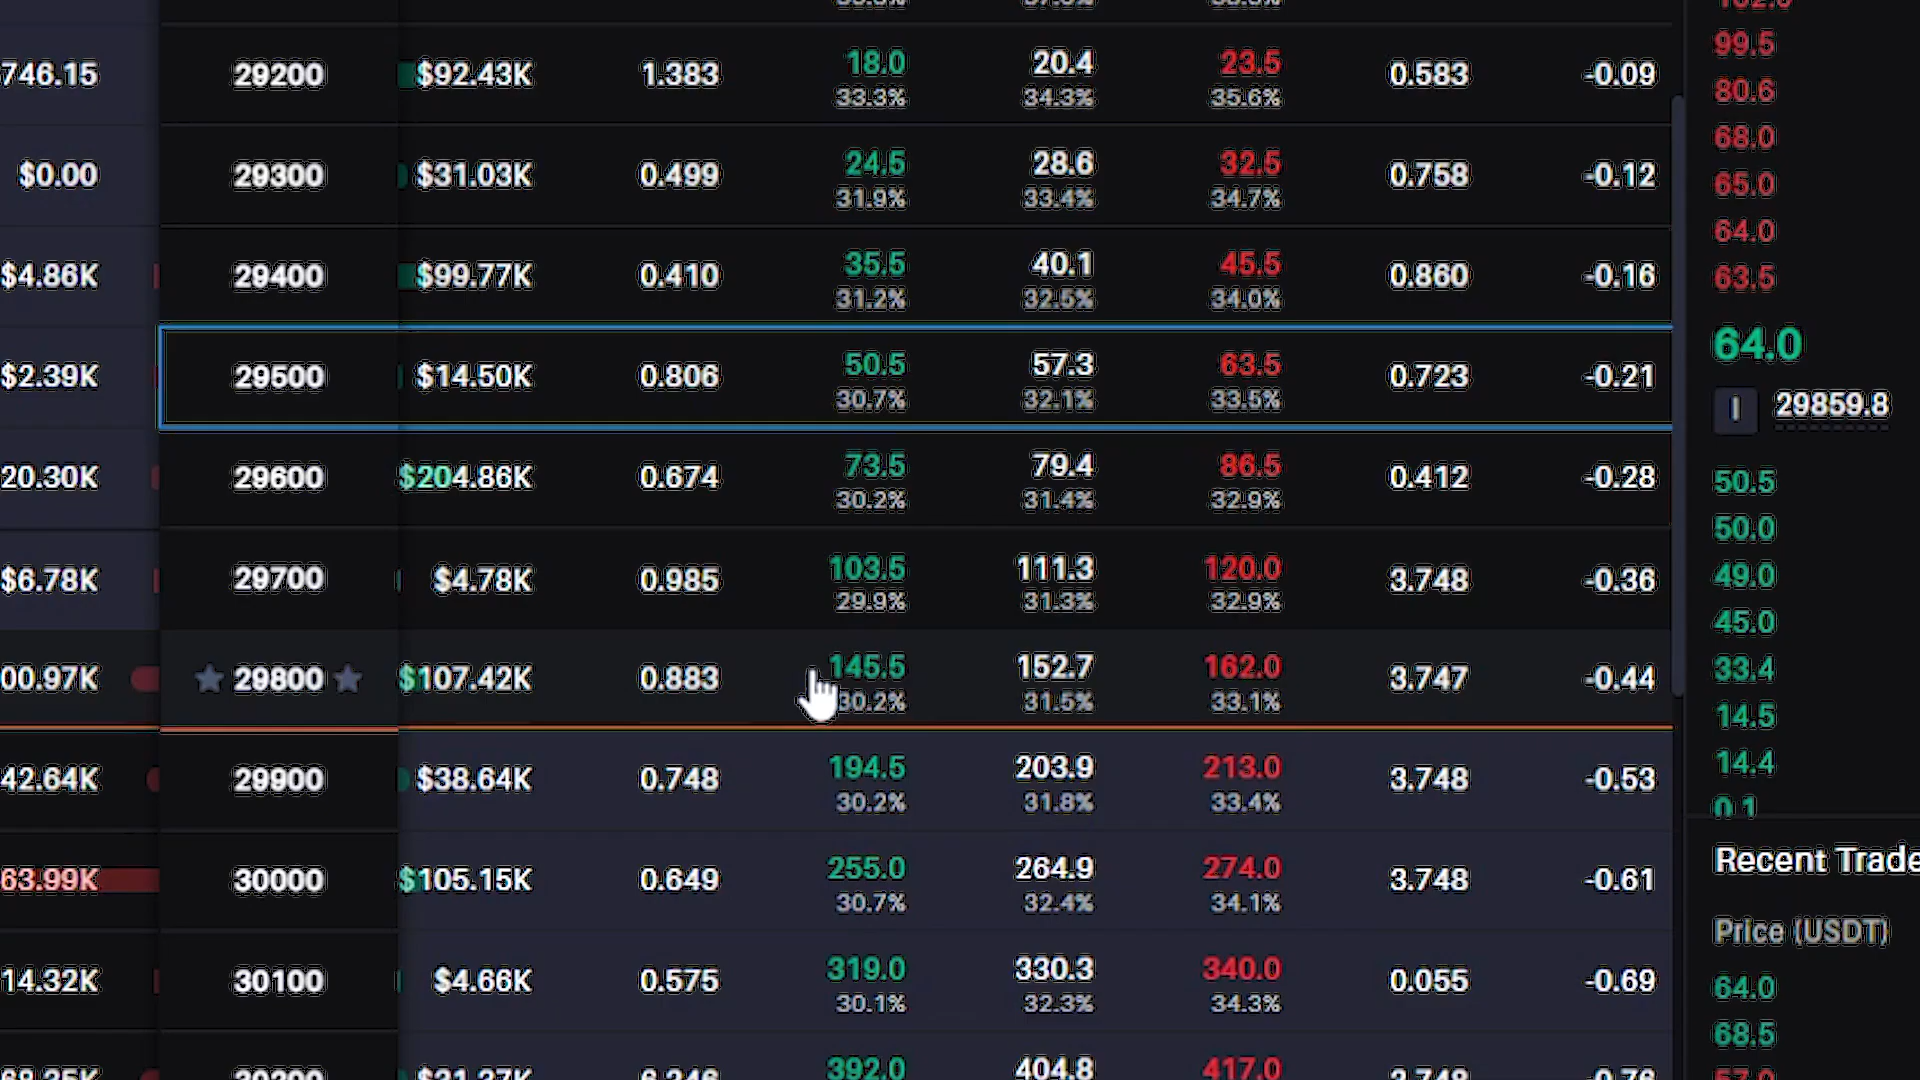 746.15 29200 $92.43K 1.383 18.0 20.4 23.5 0.583 -0.09
33.3% 34.3% 35.6%
$0.00 29300 $31.03K 0.499 24.5 28.6 32.5 0.758 -0.12
31.9% 33.4% 34.7%
$4.86K 29400 $99.77K 0.410 35.5 40.1 45.5 0.860 -0.16
31.2% 32.5% 34.0%
$2.39K 29500 $14.50K 0.806 50.5 57.3 63.5 0.723 -0.21
30.7% 32.1% 33.5%
20.30K 29600 $204.86K 0.674 73.5 79.4 86.5 0.412 -0.28
30.2% 31.4% 32.9%
$6.78K 29700 $4.78K 0.985 103.5 111.3 120.0 3.748 -0.36
29.9% 31.3% 32.9%
00.97K 29800 $107.42K 0.883 145.5 152.7 162.0 3.747 -0.44
30.2% 31.5% 33.1%
42.64K 29900 $38.64K 0.748 194.5 203.9 213.0 3.748 -0.53
30.2% 31.8% 33.4%
63.99K 30000 $105.15K 0.649 255.0 264.9 274.0 3.748 -0.61
30.7% 32.4% 34.1%
14.32K 30100 $4.66K 0.575 319.0 330.3 340.0 0.055 -0.69
30.1% 32.3% 34.3%
392.0 404.8 417.0
99.5
80.6
68.0
65.0
64.0
63.5
64.0
I 29859.8
50.5
50.0
49.0
45.0
33.4
14.5
14.4
0.1
Recent Trade
Price (USDT)
64.0
68.5